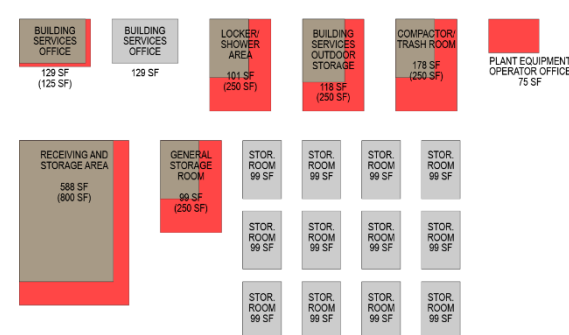 BUILDING
SERVICES
OFFICE
129 SF
(125 SF)
BUILDING
SERVICES
OFFICE
129 SF
LOCKER/
SHOWER
AREA
101 SF
(250 SF)
BUILDING
SERVICES
OUTDOOR
STORAGE
118 SF
(250 SF)
COMPACTOR/
TRASH ROOM
178 SF
(250 SF)
PLANT EQUIPMENT
OPERATOR OFFICE
75 SF
RECEIVING AND
STORAGE AREA
588 SF
(800 SF)
GENERAL
STORAGE
ROOM
99 SF
(250 SF)
STOR.
ROOM
99 SF
STOR.
ROOM
99 SF
STOR.
ROOM
99 SF
STOR.
ROOM
99 SF
STOR.
ROOM
99 SF
STOR.
ROOM
99 SF
STOR.
ROOM
99 SF
STOR.
ROOM
99 SF
STOR.
ROOM
99 SF
STOR.
ROOM
99 SF
STOR.
ROOM
99 SF
STOR.
ROOM
99 SF